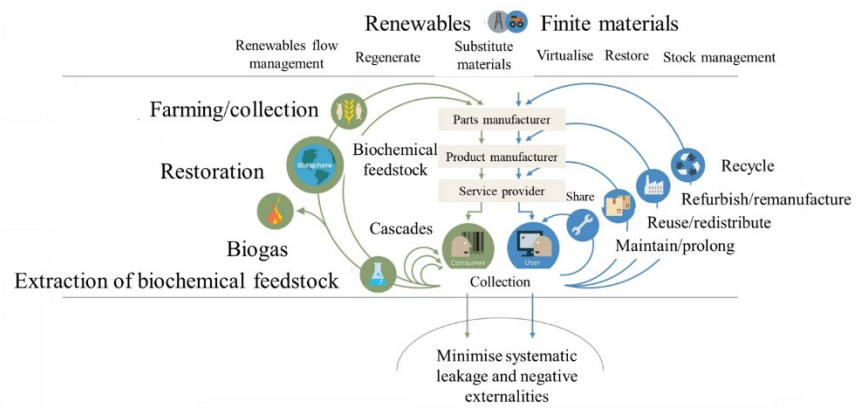 Renewables Finite materials
Renewables flow
management
Regenerate
Substitute
materials
Virtualise
Restore
Stock management
Farming/collection
Parts manufacturer
Biosphere
Biochemical
feedstock
Restoration
Product manufacturer
Recycle
Service provider
Share
Refurbish/remanufacture
Reuse/redistribute
Cascades
Maintain/prolong
Biogas
Consumer
User
Extraction of biochemical feedstock
Collection
Minimise systematic
leakage and negative
externalities